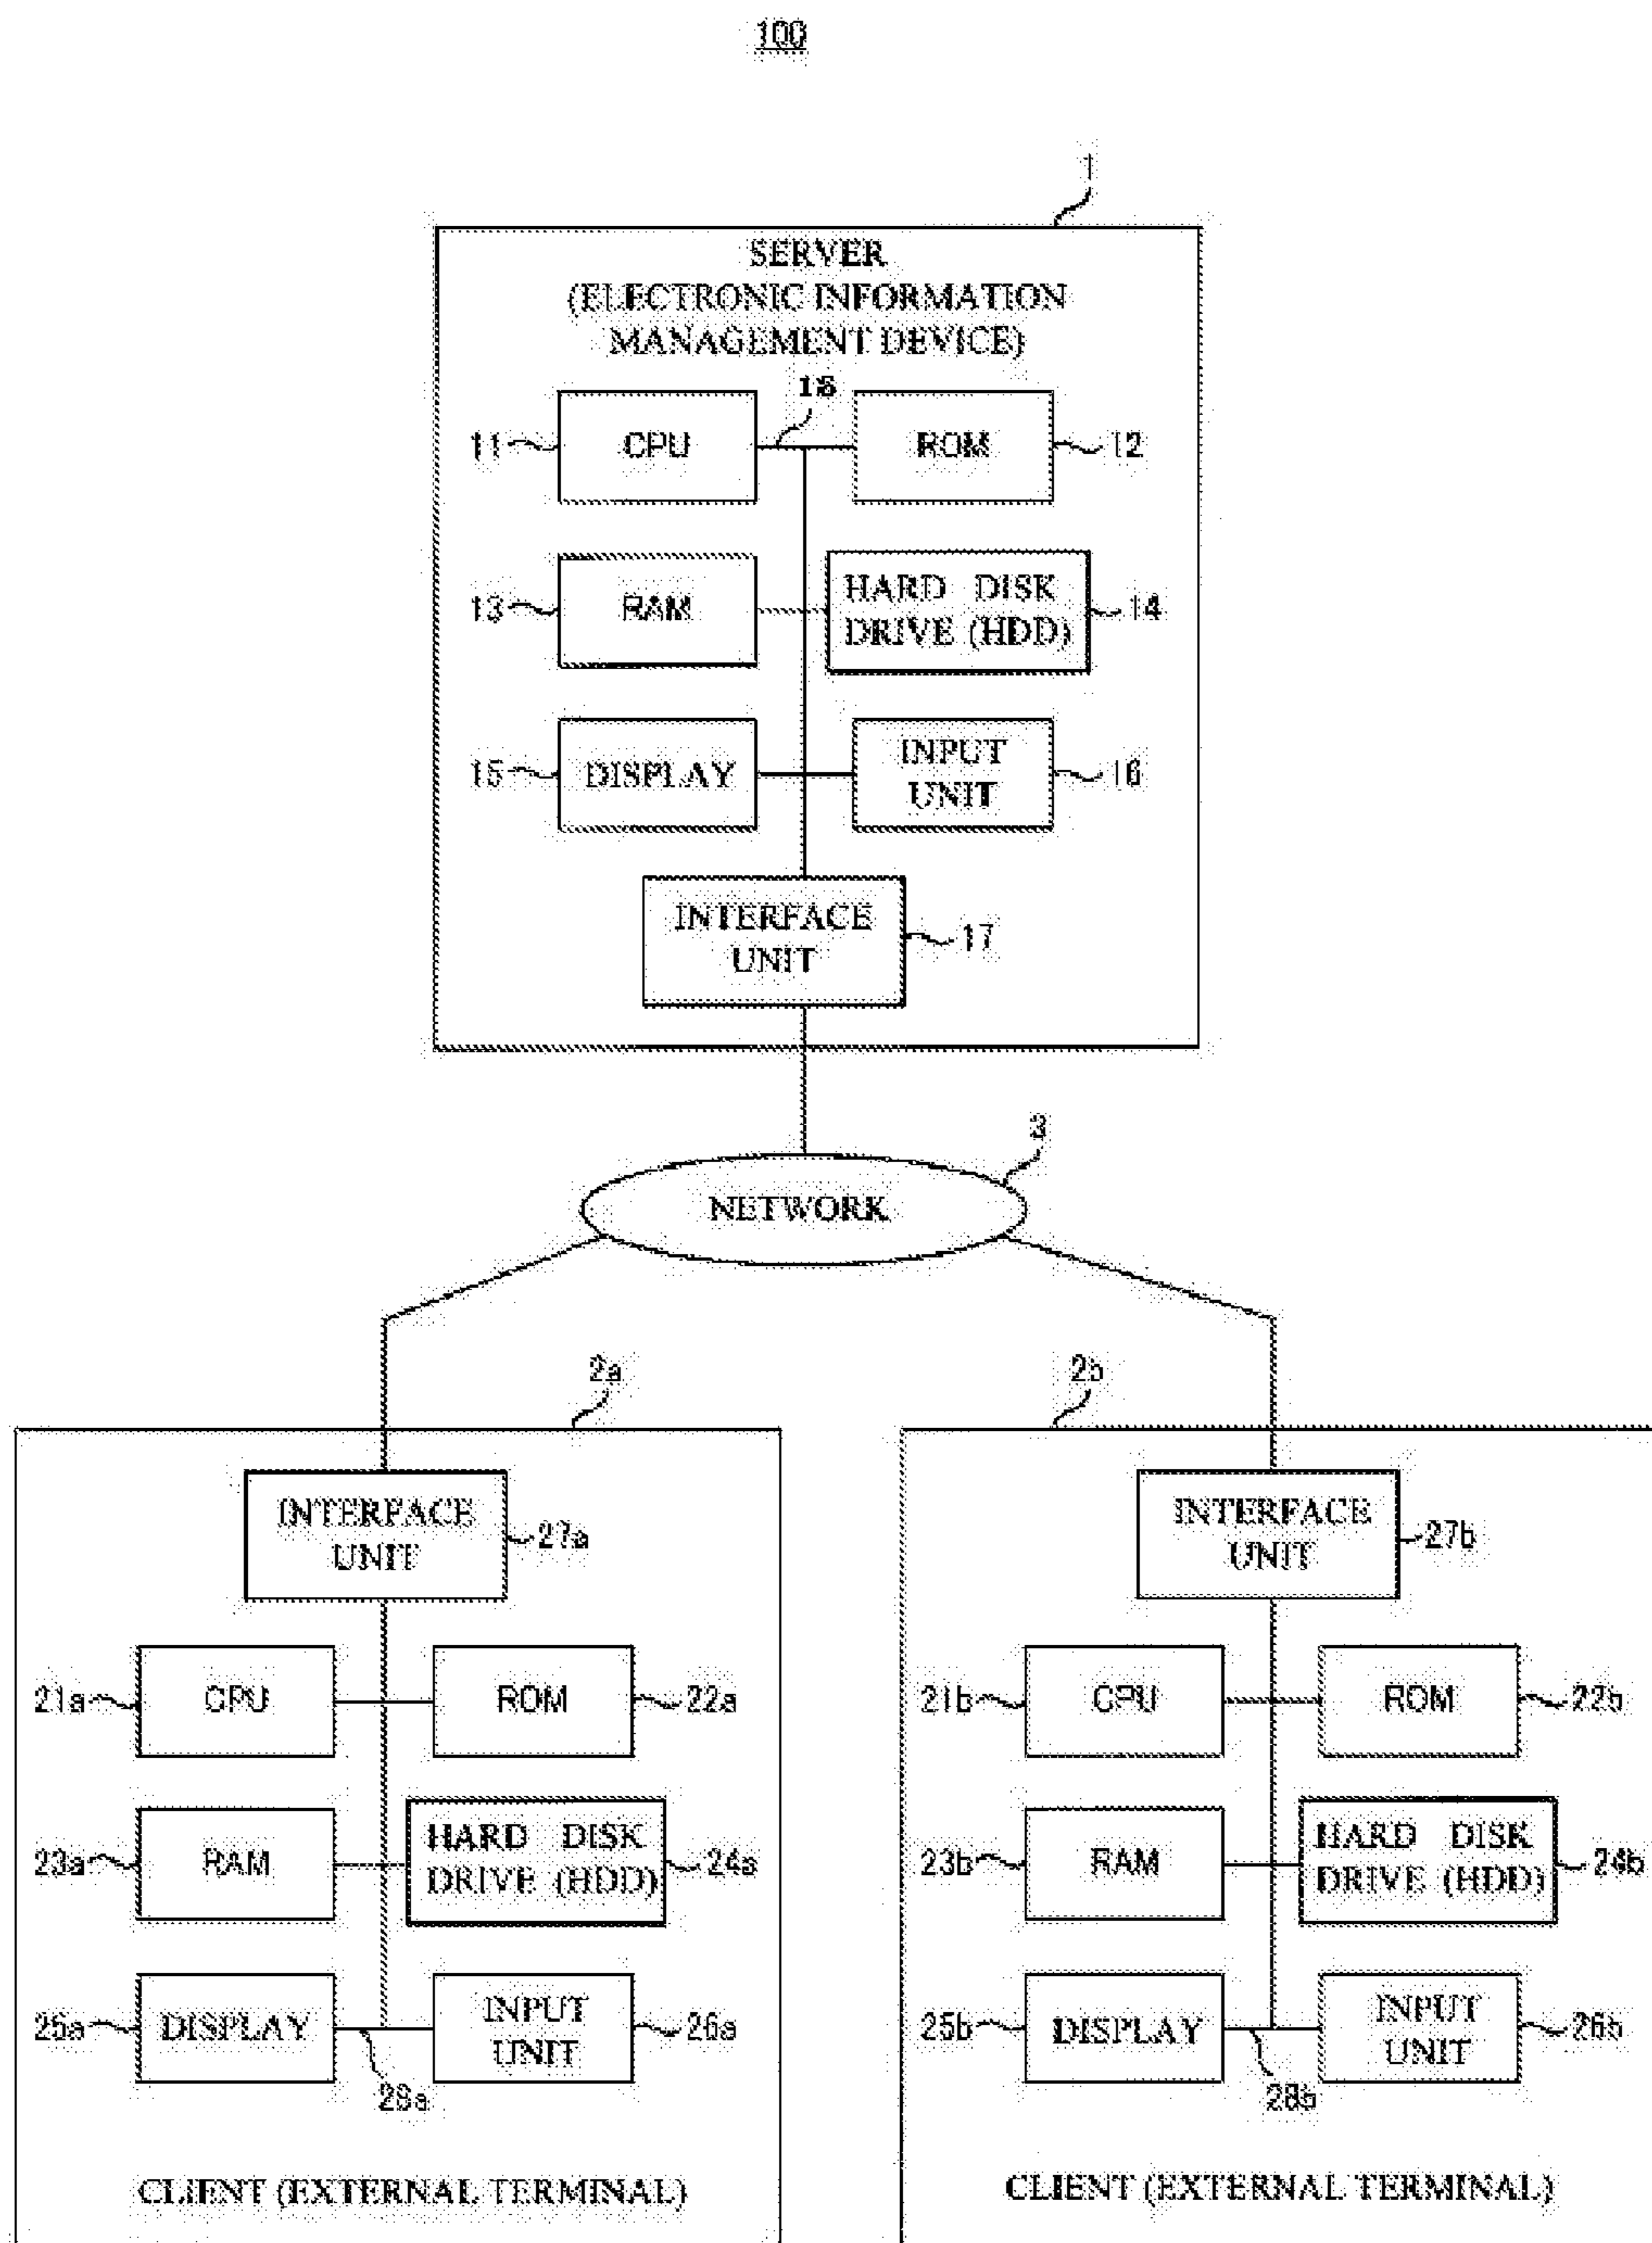 100
1
SERVER
(ELECTRONIC INFORMATION
MANAGEMENT DEVICE)
18
11 CPU ROM 12
13 RAM HARD DISK
DRIVE (HDD) 14
15 DISPLAY INPUT
UNIT 16
INTERFACE
UNIT 17
3
NETWORK
2a 2b
INTERFACE
UNIT 27a
INTERFACE
UNIT 27b
21a CPU ROM 22a
21b CPU ROM 22b
23a RAM HARD DISK
DRIVE (HDD) 24a
23b RAM HARD DISK
DRIVE (HDD) 24b
25a DISPLAY INPUT
UNIT 26a
25b DISPLAY INPUT
UNIT 26b
28a 28b
CLIENT (EXTERNAL TERMINAL)
CLIENT (EXTERNAL TERMINAL)